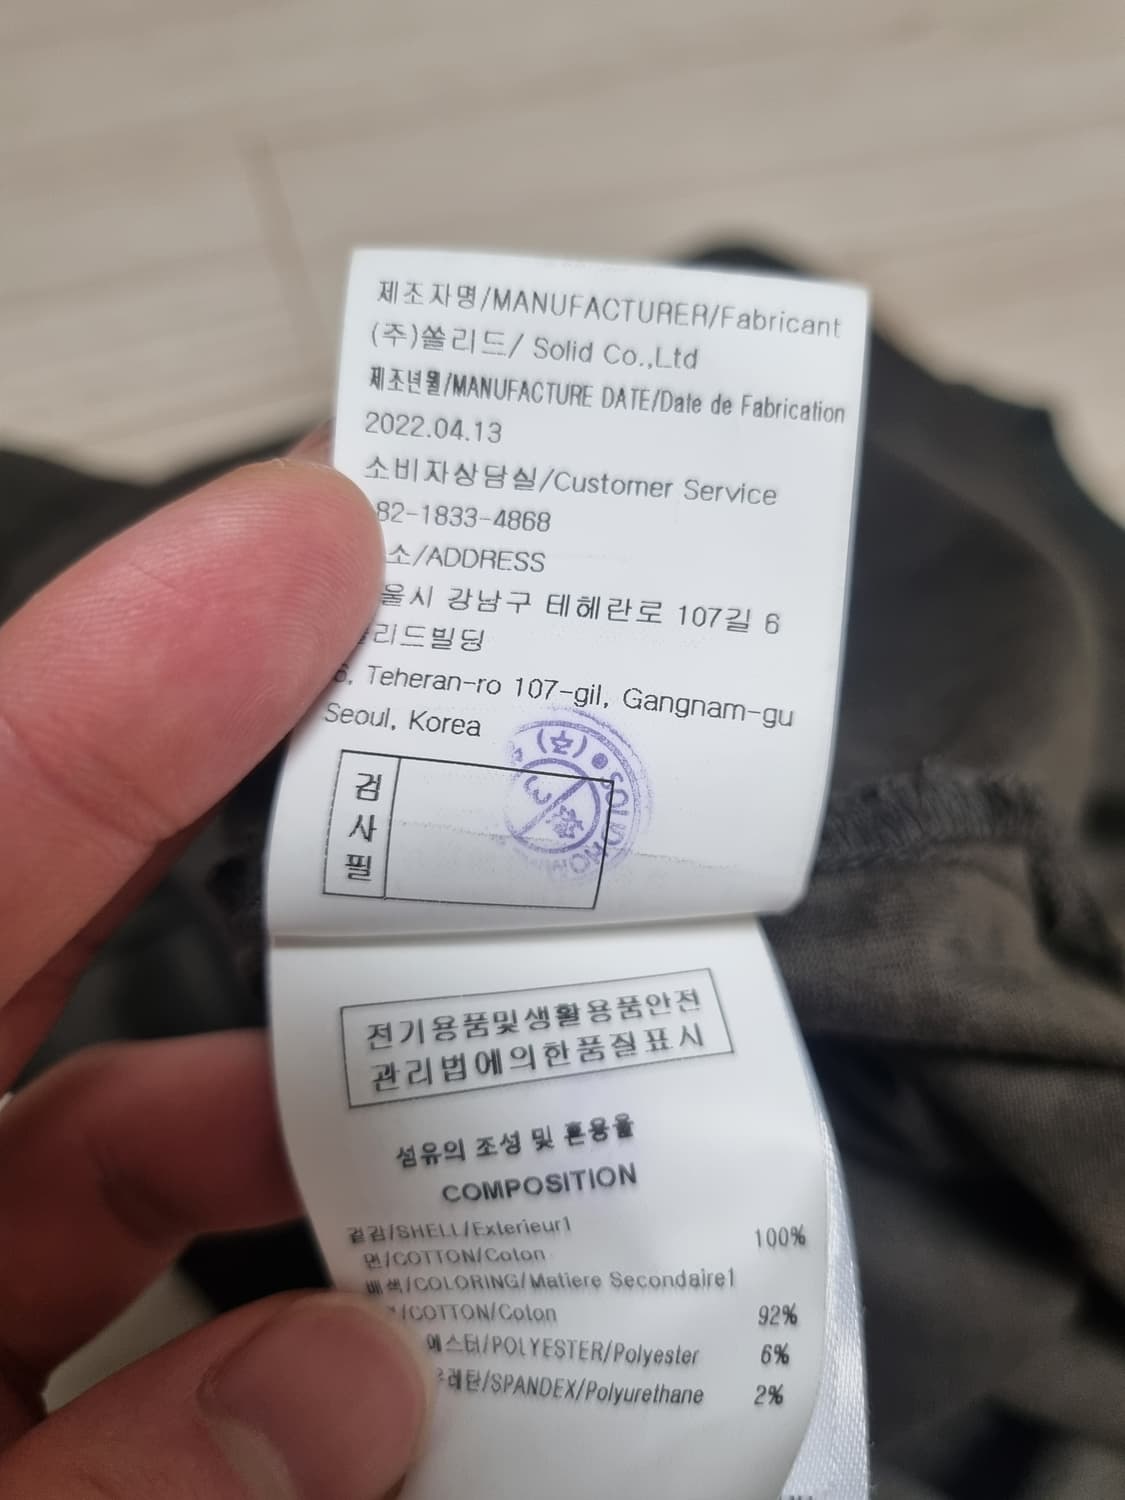 제조자명/MANUFACTURER/Fabricant
(주)쏠리드/ Solid Co.,Ltd
제조년월/MANUFACTURE DATE/Date de Fabrication
2022.04.13
소비자상담실/Customer Service
82-1833-4868
소/ADDRESS
울시 강남구 테헤란로 107길 6
리드빌딩
6, Teheran-ro 107-gil, Gangnam-gu
Seoul, Korea
검사필
전기용품및생활용품안전
관리법에의한품질표시
섬유의 조성 및 혼용율
COMPOSITION
겉감/SHELL/Exterieur1
면/COTTON/Coton 100%
배색/COLORING/Matiere Secondaire1
/COTTON/Coton 92%
에스터/POLYESTER/Polyester 6%
레탄/SPANDEX/Polyurethane 2%